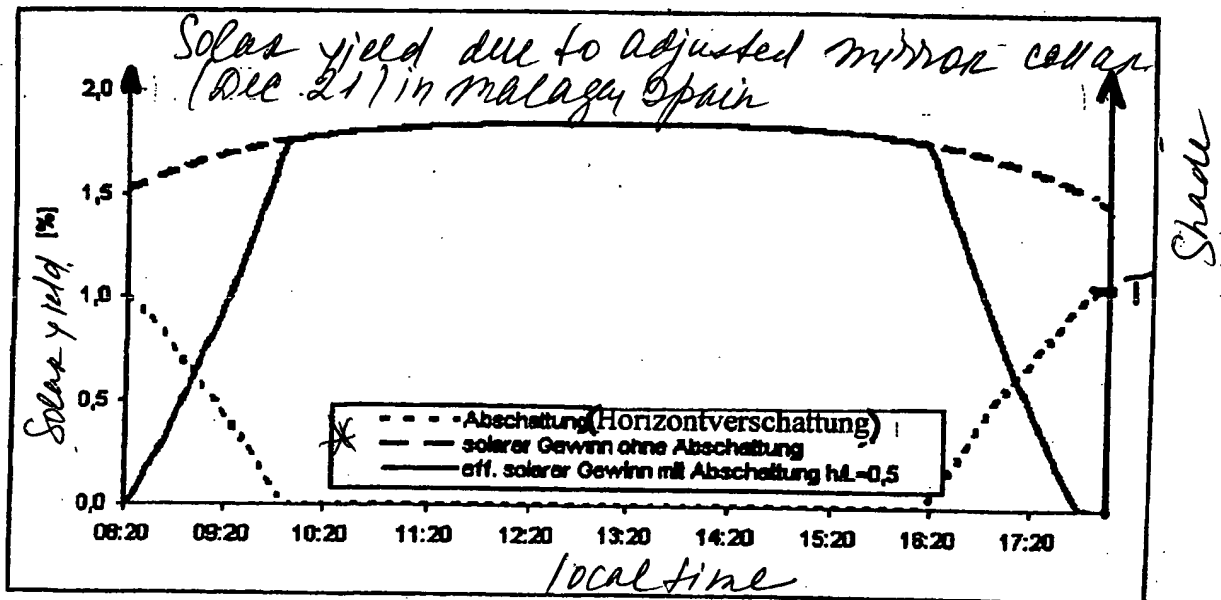 Solar yield due to adjusted mirror collar
(Dec 21) in malaga, Spain
2,0
1,5
1,0
0,5
0,0
Solar yield [%]
Shade
1
Abschattung (Horizontverschattung)
solarer Gewinn ohne Abschattung
eff. solarer Gewinn mit Abschattung h/L=0,5
08:20 09:20 10:20 11:20 12:20 13:20 14:20 15:20 16:20 17:20
local time